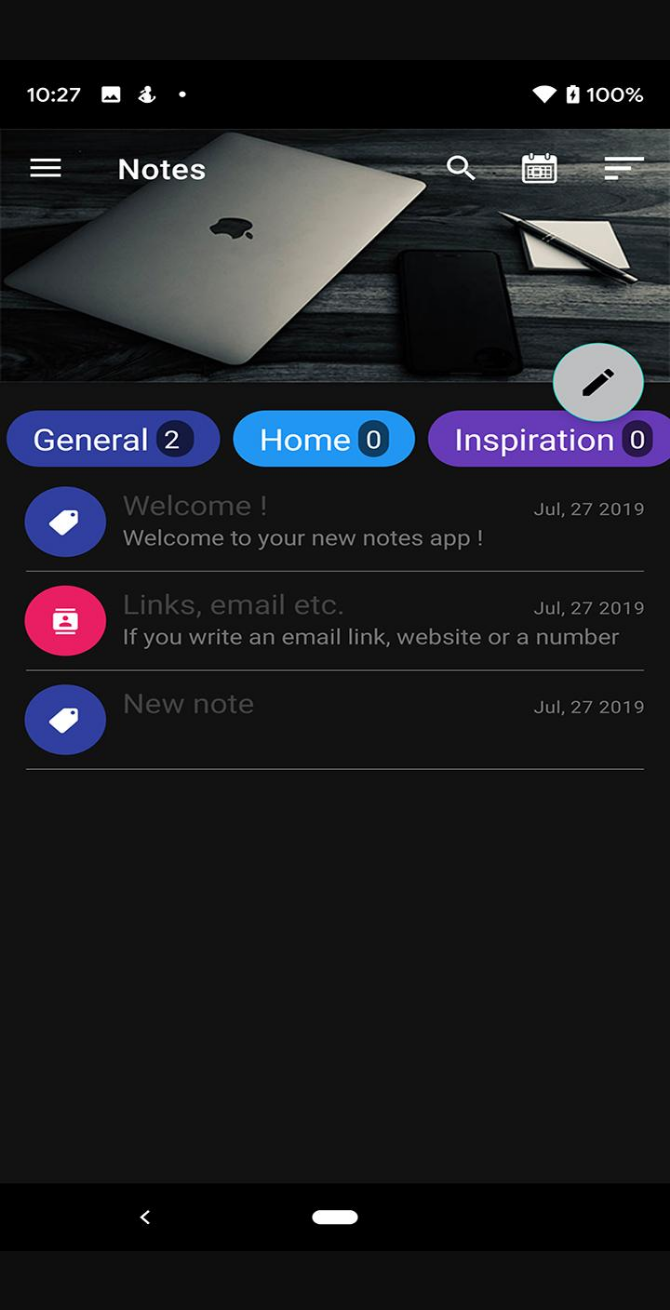 10:27 100%
Notes
General 2 Home 0 Inspiration 0
Welcome ! Jul, 27 2019
Welcome to your new notes app !
Links, email etc. Jul, 27 2019
If you write an email link, website or a number
New note Jul, 27 2019